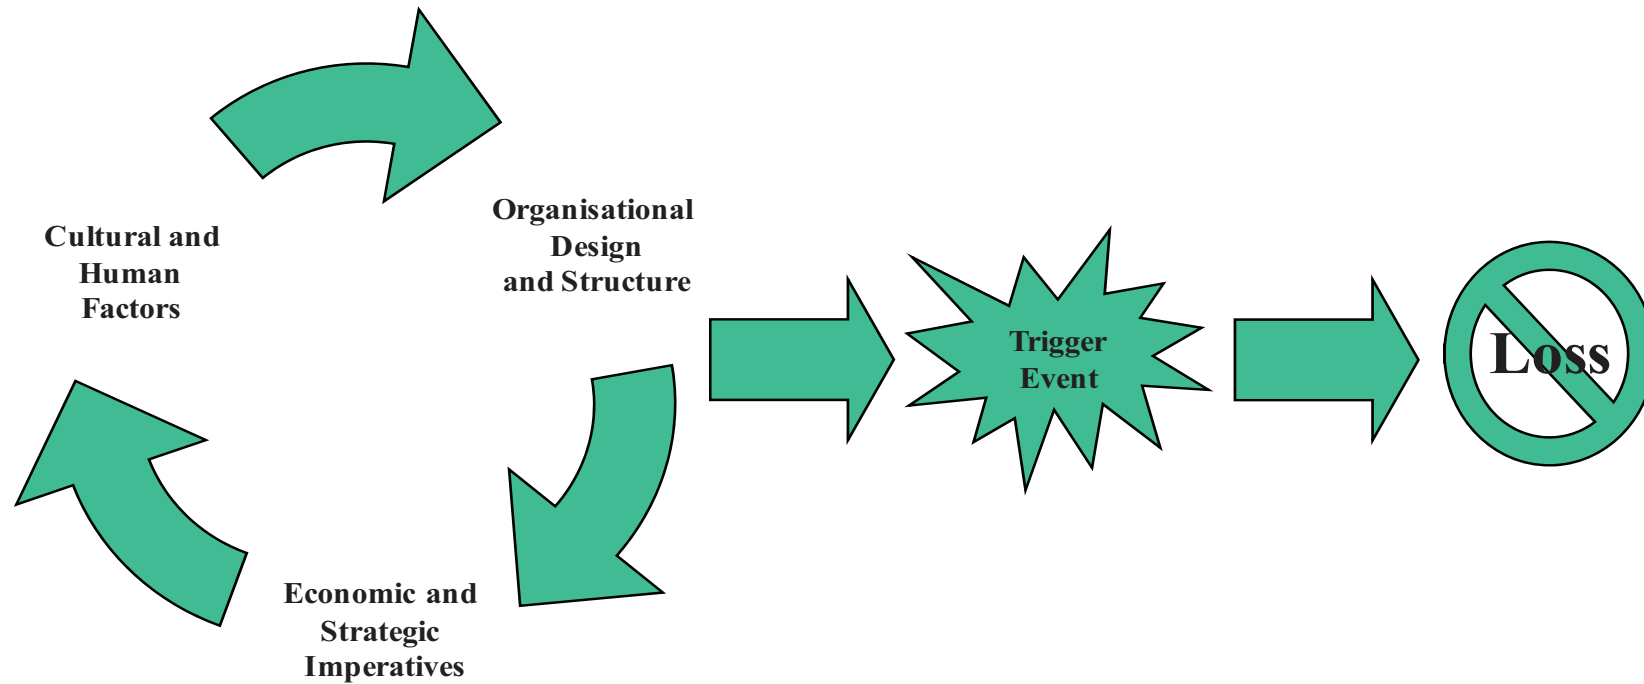 Cultural and
Human
Factors
Organisational
Design
and Structure
Economic and
Strategic
Imperatives
Trigger
Event
Loss